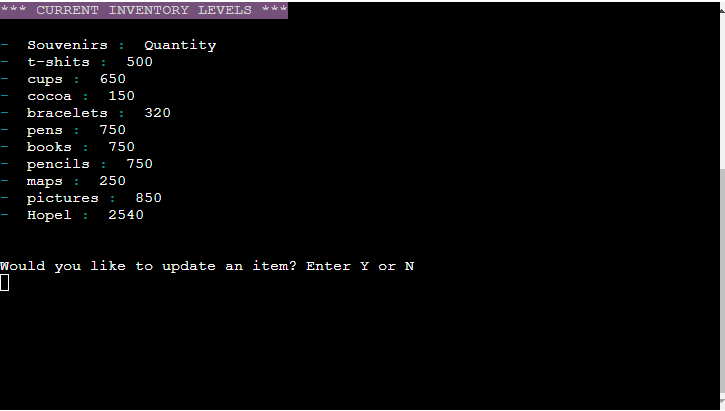 *** CURRENT INVENTORY LEVELS ***
- Souvenirs : Quantity
- t-shits : 500
- cups : 650
- cocoa : 150
- bracelets : 320
- pens : 750
- books : 750
- pencils : 750
- maps : 250
- pictures : 850
- Hopel : 2540
Would you like to update an item? Enter Y or N